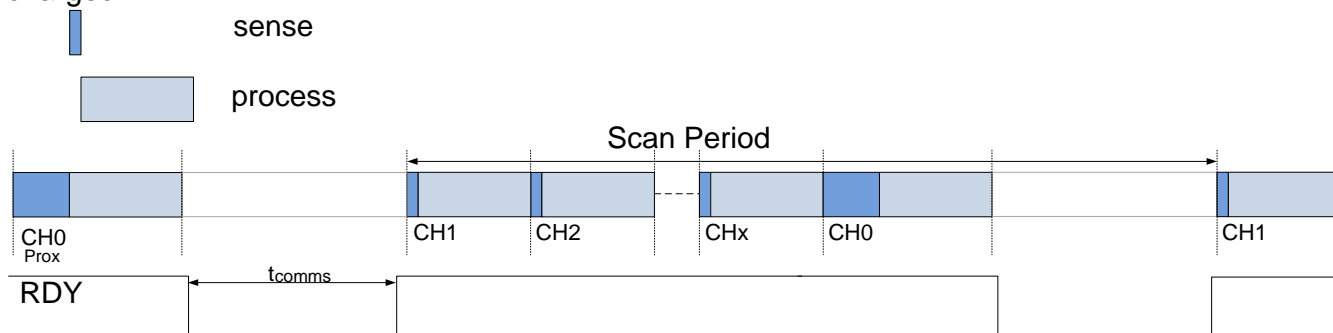 sense
process
Scan Period
CH0
Prox
CH1
CH2
CHx
CH0
CH1
tcomms
RDY